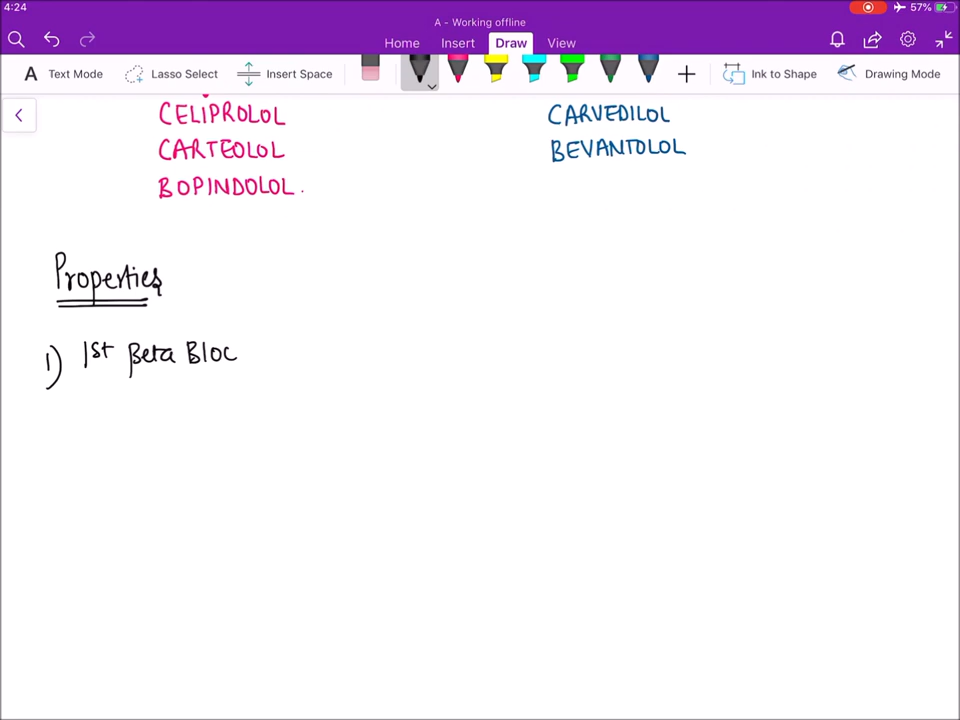 4:24
57%
A - Working offline
Home Insert Draw View
A Text Mode Lasso Select Insert Space Ink to Shape Drawing Mode
CELIPROLOL CARVEDILOL
CARTEOLOL BEVANTOLOL
BOPINDOLOL.
Properties
1) 1st Beta Bloc